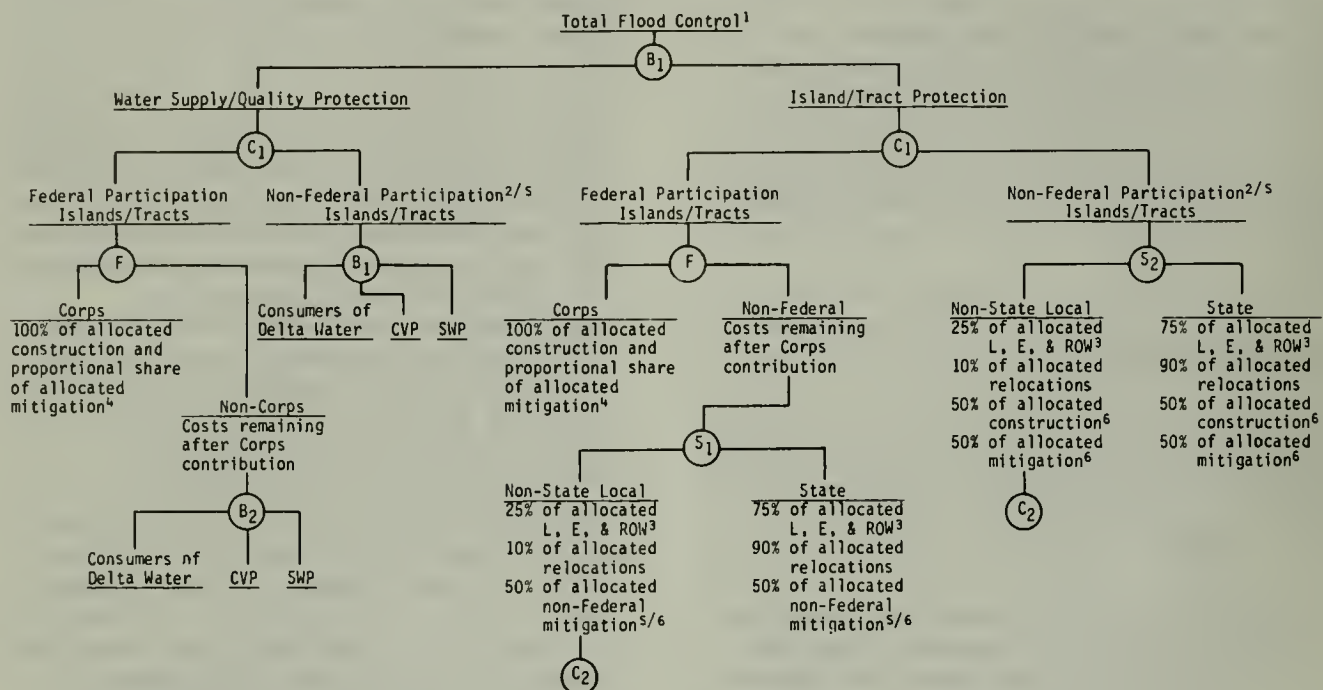 Total Flood Control¹
B₁
Water Supply/Quality Protection
Island/Tract Protection
C₁
C₁
Federal Participation
Islands/Tracts
Non-Federal Participation²/⁵
Islands/Tracts
Federal Participation
Islands/Tracts
Non-Federal Participation²/⁵
Islands/Tracts
F
B₁
F
S₂
Corps
100% of allocated
construction and
proportional share
of allocated
mitigation⁴
Consumers of
Delta Water
CVP
SWP
Corps
100% of allocated
construction and
proportional share
of allocated
mitigation⁴
Non-Federal
Costs remaining
after Corps
contribution
Non-State Local
25% of allocated
L, E, & ROW³
10% of allocated
relocations
50% of allocated
construction⁶
50% of allocated
mitigation⁶
State
75% of allocated
L, E, & ROW³
90% of allocated
relocations
50% of allocated
construction⁶
50% of allocated
mitigation⁶
Non-Corps
Costs remaining
after Corps
contribution
S₁
C₂
B₂
Non-State Local
25% of allocated
L, E, & ROW³
10% of allocated
relocations
50% of allocated
non-Federal
mitigation⁵/⁶
State
75% of allocated
L, E, & ROW³
90% of allocated
relocations
50% of allocated
non-Federal
mitigation⁵/⁶
Consumers of
Delta Water
CVP
SWP
C₂